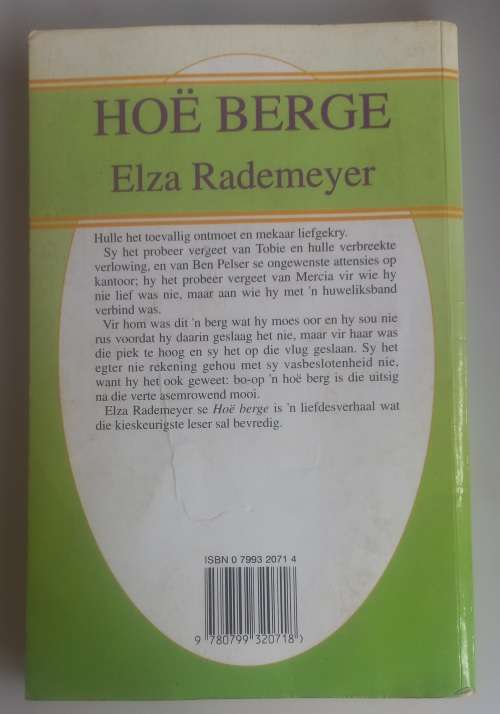 HOË BERGE
Elza Rademeyer
Hulle het toevallig ontmoet en mekaar liefgekry.
Sy het probeer vergeet van Tobie en hulle verbreekte
verlowing, en van Ben Pelser se ongewenste attensies op
kantoor; hy het probeer vergeet van Mercia vir wie hy
nie lief was nie, maar aan wie hy met 'n huweliksband
verbind was.
Vir hom was dit 'n berg wat hy moes oor en hy sou nie
rus voordat hy daarin geslaag het nie, maar vir haar was
die piek te hoog en sy het op die vlug geslaan. Sy het
egter nie rekening gehou met sy vasbeslotenheid nie,
want hy het ook geweet: bo-op 'n hoë berg is die uitsig
na die verte asemrowend mooi.
Elza Rademeyer se Hoë berge is 'n liefdesverhaal wat
die kieskeurigste leser sal bevredig.
ISBN 0 7993 2071 4
9 780799 320718